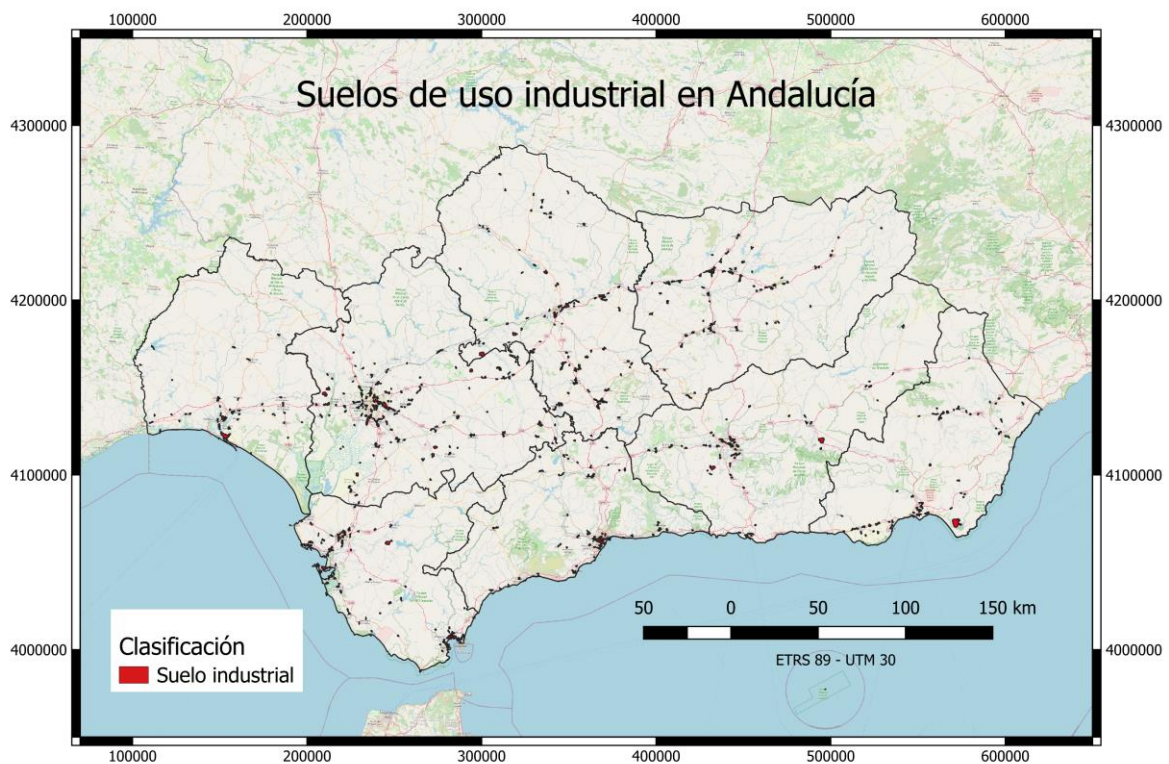 100000 200000 300000 400000 500000 600000
Suelos de uso industrial en Andalucía
4300000 4300000
4200000 4200000
4100000 4100000
50 0 50 100 150 km
Clasificación
Suelo industrial
ETRS 89 - UTM 30
4000000 4000000
100000 200000 300000 400000 500000 600000